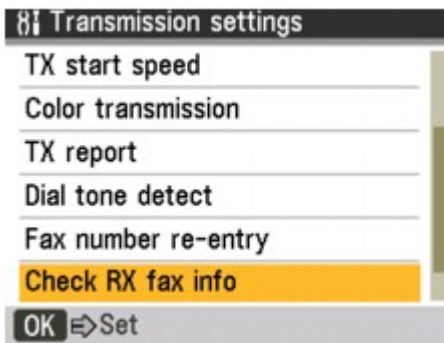 Transmission settings
TX start speed
Color transmission
TX report
Dial tone detect
Fax number re-entry
Check RX fax info
OK ⇨Set